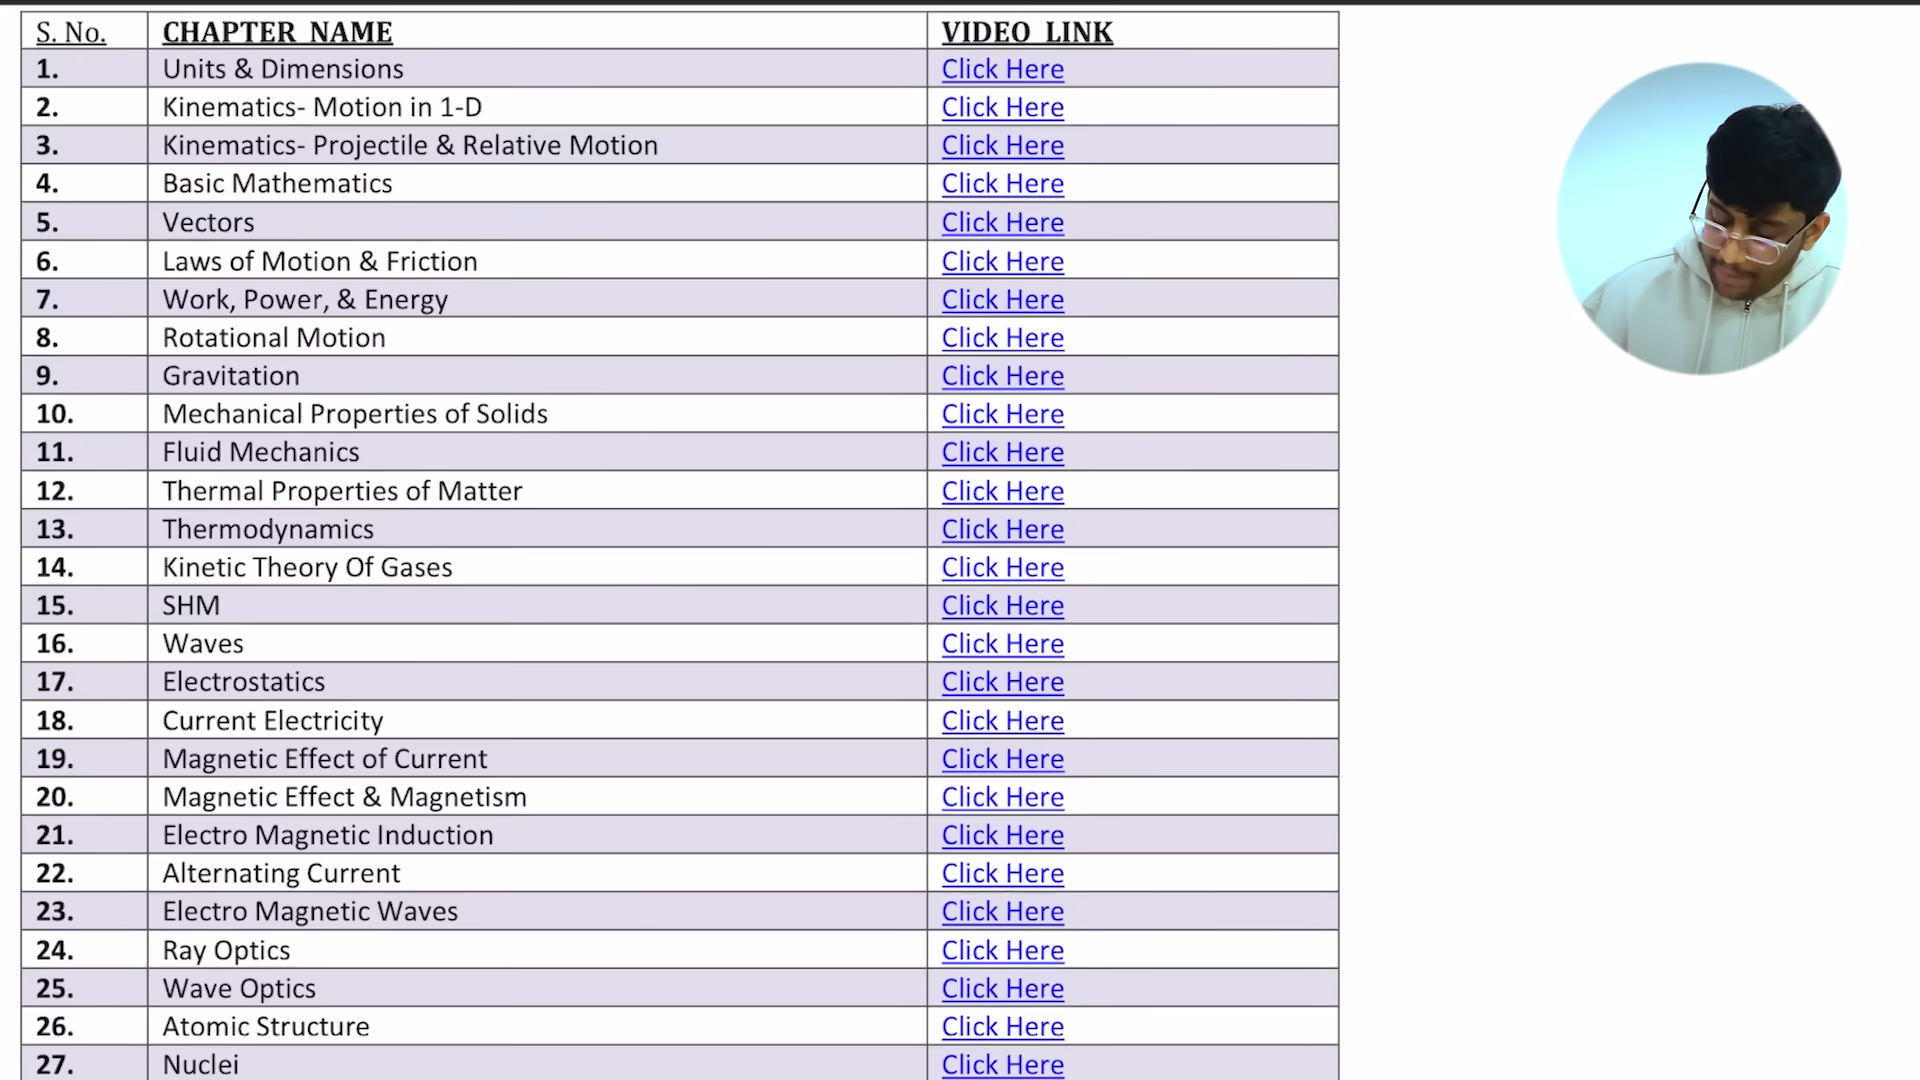 S. No. CHAPTER NAME VIDEO LINK
1. Units & Dimensions Click Here
2. Kinematics- Motion in 1-D Click Here
3. Kinematics- Projectile & Relative Motion Click Here
4. Basic Mathematics Click Here
5. Vectors Click Here
6. Laws of Motion & Friction Click Here
7. Work, Power, & Energy Click Here
8. Rotational Motion Click Here
9. Gravitation Click Here
10. Mechanical Properties of Solids Click Here
11. Fluid Mechanics Click Here
12. Thermal Properties of Matter Click Here
13. Thermodynamics Click Here
14. Kinetic Theory Of Gases Click Here
15. SHM Click Here
16. Waves Click Here
17. Electrostatics Click Here
18. Current Electricity Click Here
19. Magnetic Effect of Current Click Here
20. Magnetic Effect & Magnetism Click Here
21. Electro Magnetic Induction Click Here
22. Alternating Current Click Here
23. Electro Magnetic Waves Click Here
24. Ray Optics Click Here
25. Wave Optics Click Here
26. Atomic Structure Click Here
27. Nuclei Click Here